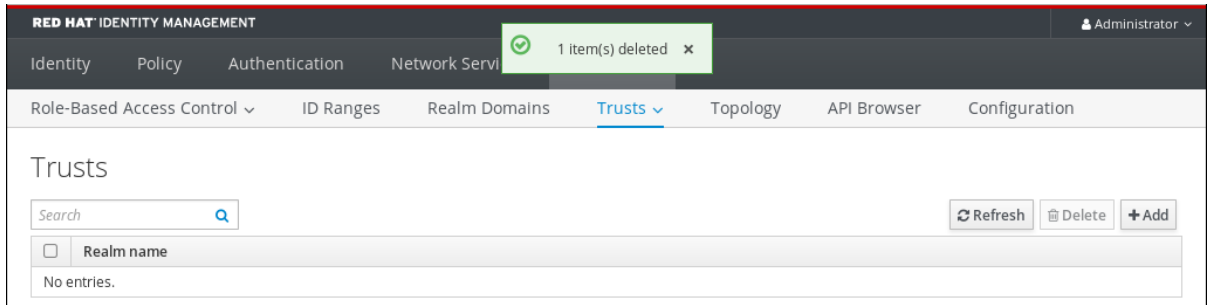 RED HAT® IDENTITY MANAGEMENT
Administrator
1 item(s) deleted ×
Identity Policy Authentication Network Servi
Role-Based Access Control ID Ranges Realm Domains Trusts Topology API Browser Configuration
Trusts
Search Refresh Delete + Add
Realm name
No entries.